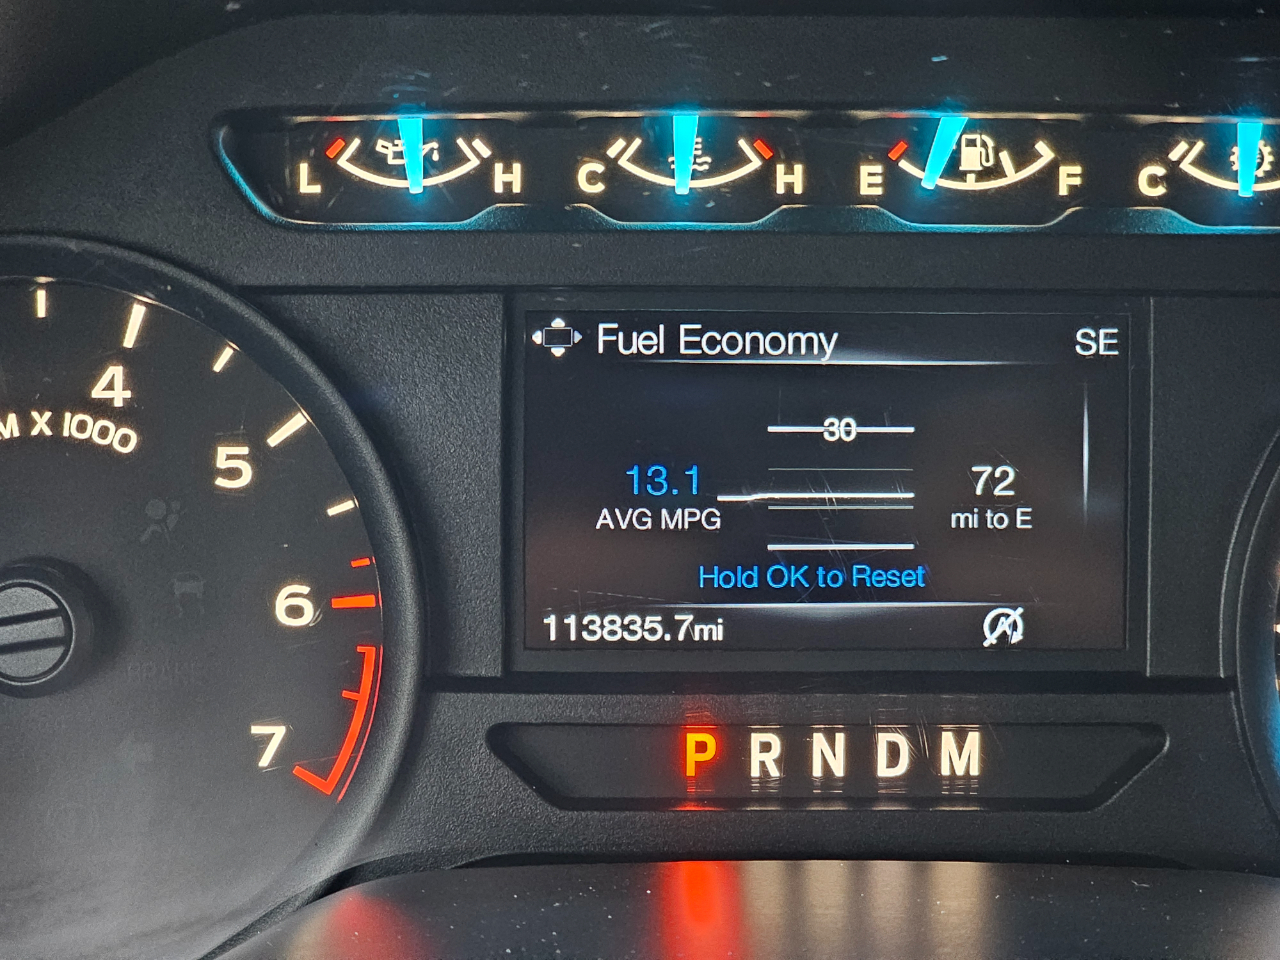 L H C H E F C
4
M X 1000
5
6
7
Fuel Economy SE
30
13.1 72
AVG MPG mi to E
Hold OK to Reset
113835.7mi
P R N D M
BRAKE